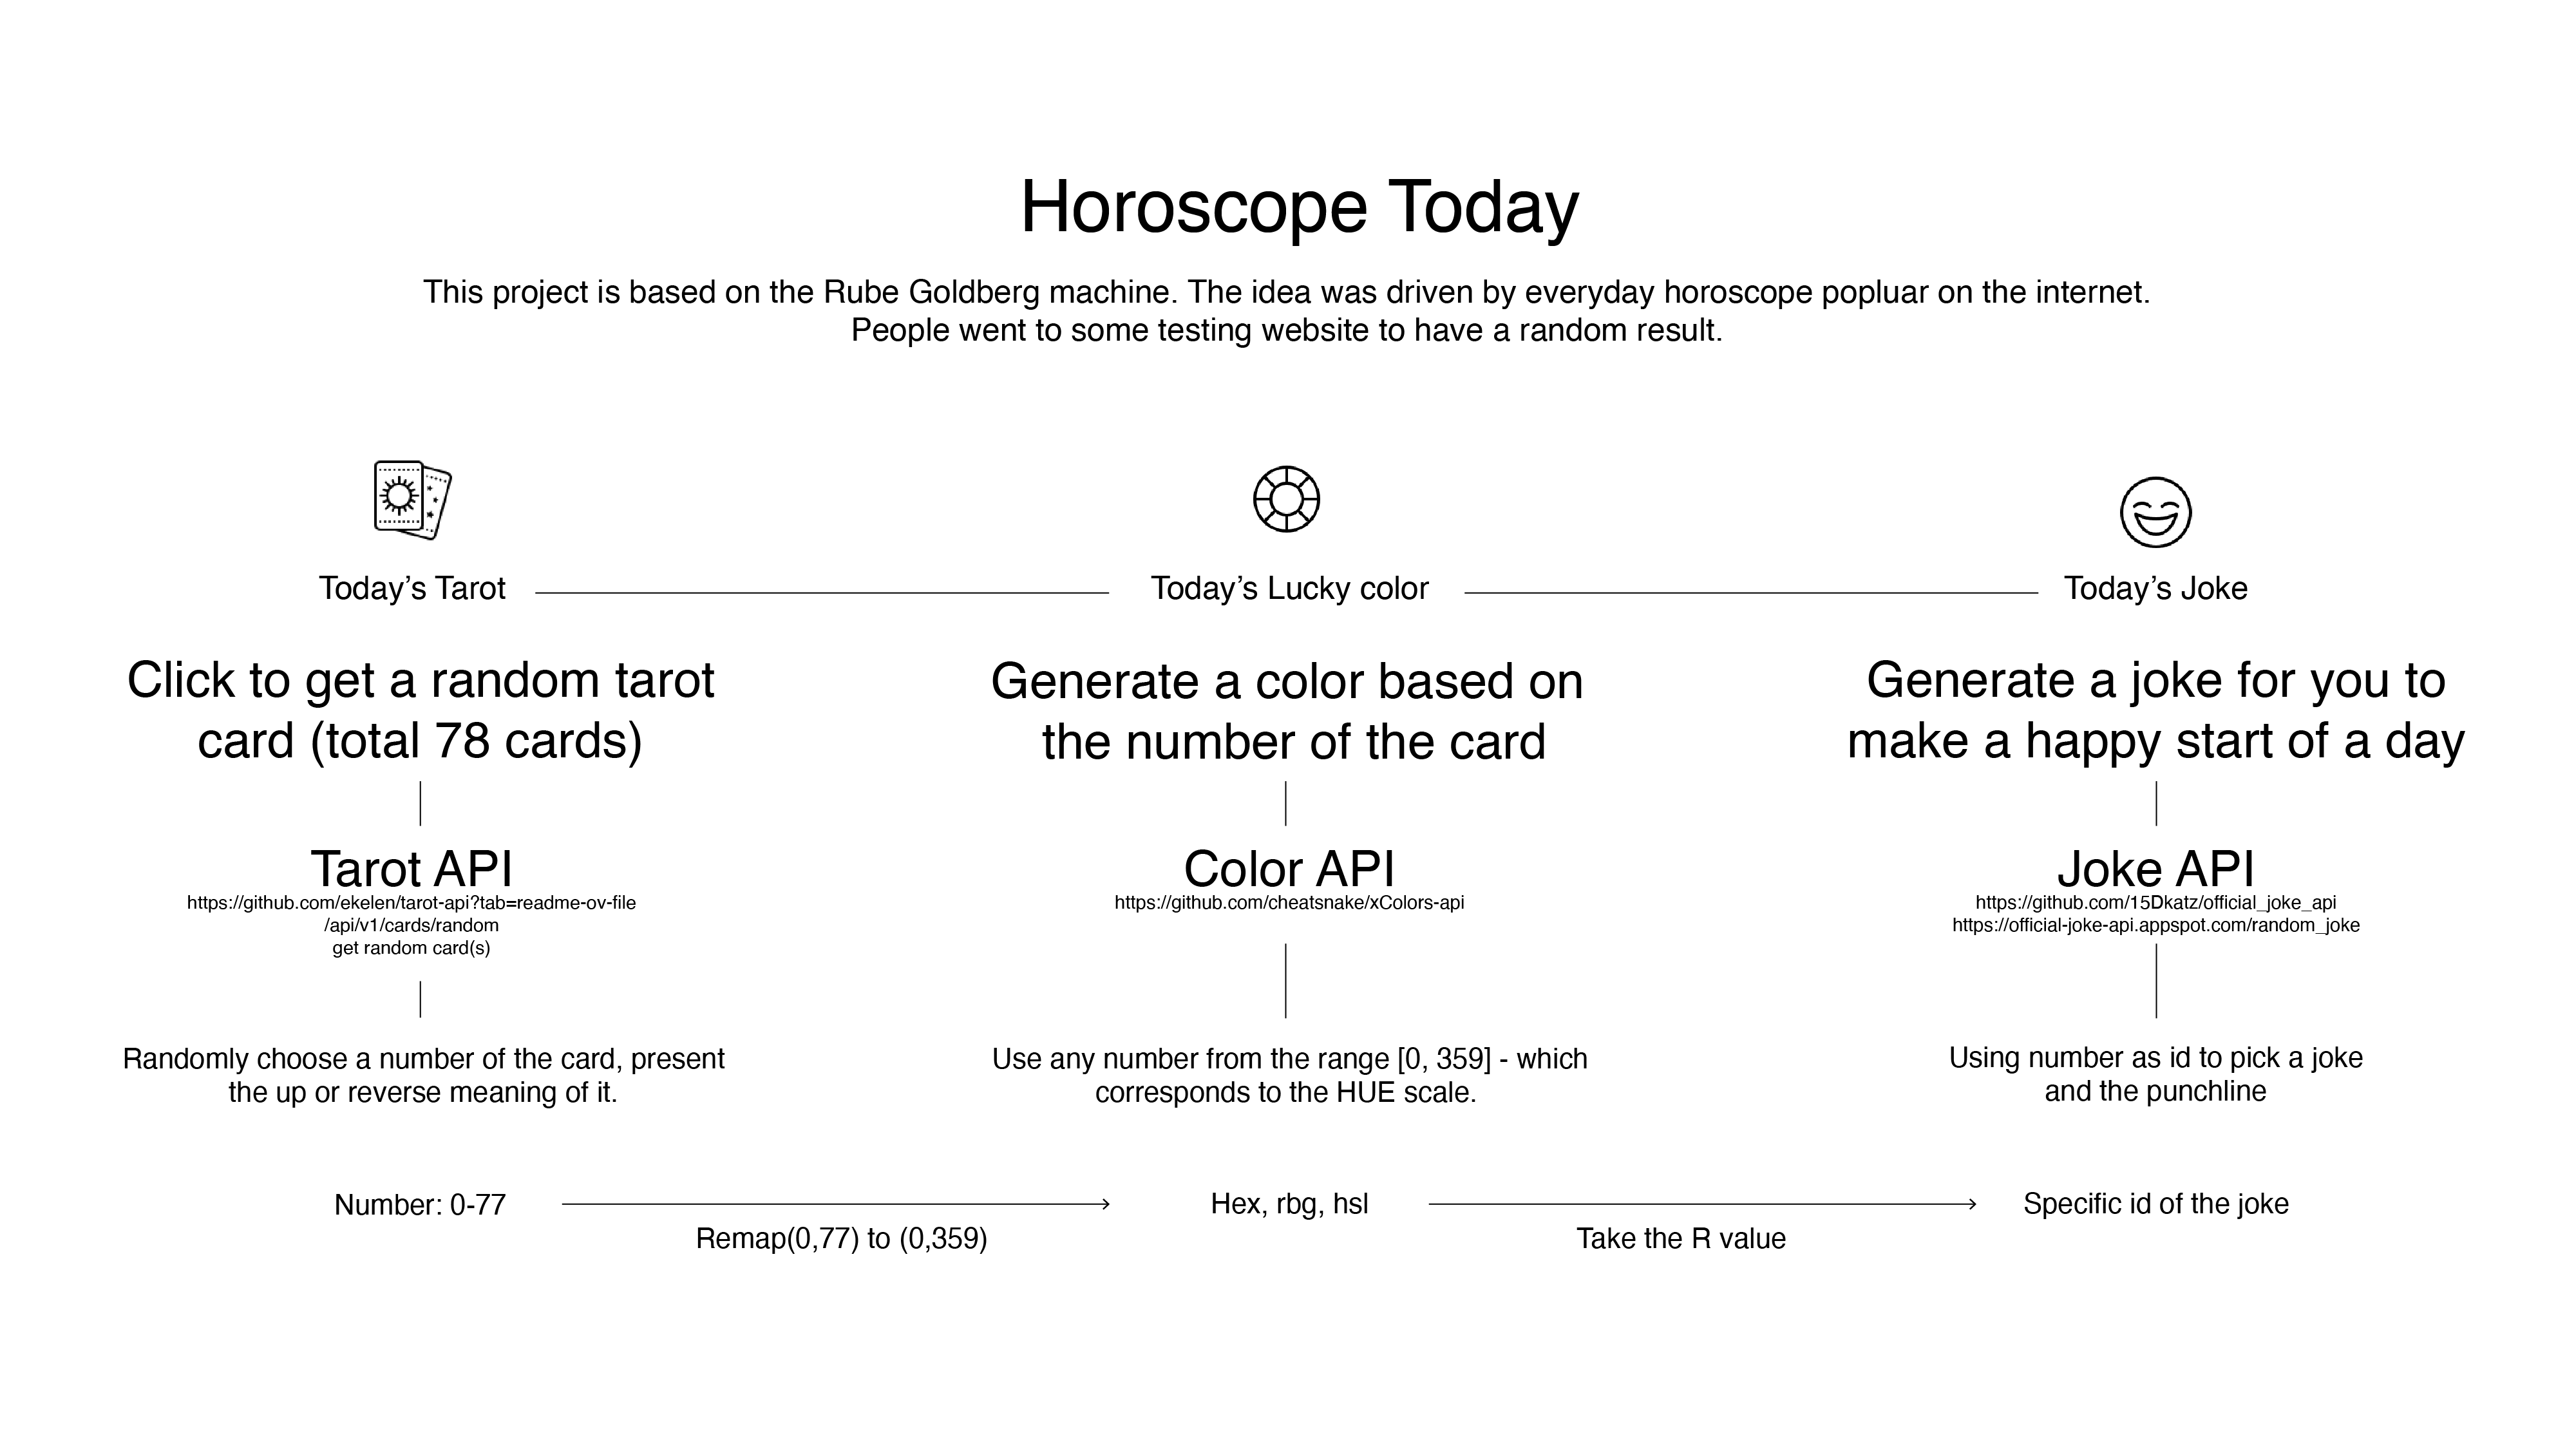 Horoscope Today
This project is based on the Rube Goldberg machine. The idea was driven by everyday horoscope popluar on the internet.
People went to some testing website to have a random result.
Today’s Tarot
Today’s Lucky color
Today’s Joke
Click to get a random tarot
card (total 78 cards)
Generate a color based on
the number of the card
Generate a joke for you to
make a happy start of a day
Tarot API
https://github.com/ekelen/tarot-api?tab=readme-ov-file
/api/v1/cards/random
get random card(s)
Color API
https://github.com/cheatsnake/xColors-api
Joke API
https://github.com/15Dkatz/official_joke_api
https://official-joke-api.appspot.com/random_joke
Randomly choose a number of the card, present
the up or reverse meaning of it.
Use any number from the range [0, 359] - which
corresponds to the HUE scale.
Using number as id to pick a joke
and the punchline
Number: 0-77
Remap(0,77) to (0,359)
Hex, rbg, hsl
Take the R value
Specific id of the joke